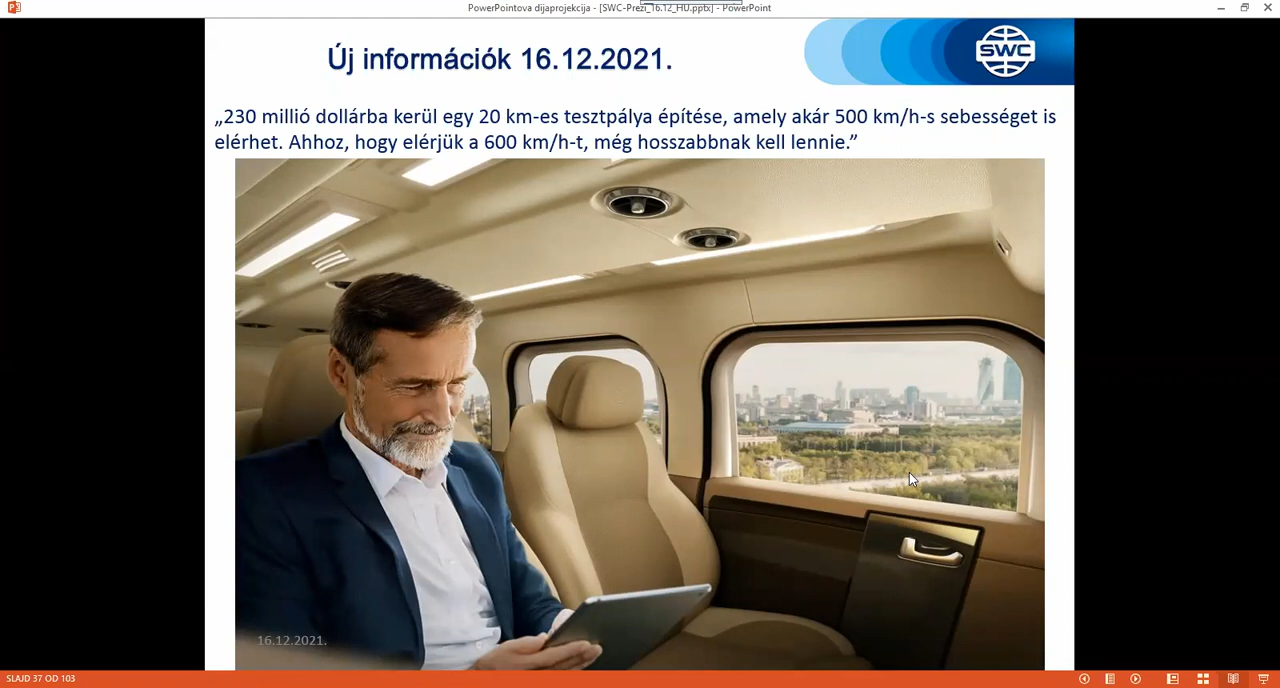 PowerPointova dijaprojekcija - [SWC-Prezi_16.12_HU.pptx] - PowerPoint
Új információk 16.12.2021.
SWC
„230 millió dollárba kerül egy 20 km-es tesztpálya építése, amely akár 500 km/h-s sebességet is
elérhet. Ahhoz, hogy elérjük a 600 km/h-t, még hosszabbnak kell lennie.”
16.12.2021.
SLAJD 37 OD 103